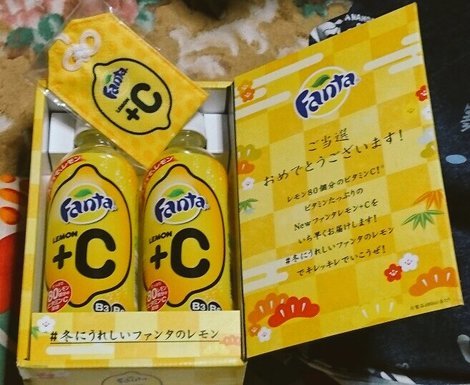 Fanta
LEMON
+C
Fanta
ご当選
おめでとうございます!
レモン80個分のビタミンC!
ビタミンたっぷりの
Newファンタレモン+Cを
いち早くお届けします!
#冬にうれしいファンタのレモン
でキレッキレでいこうぜ!
Fanta
LEMON
+C
80
B3
Fanta
LEMON
+C
80
B3
#冬にうれしいファンタのレモン